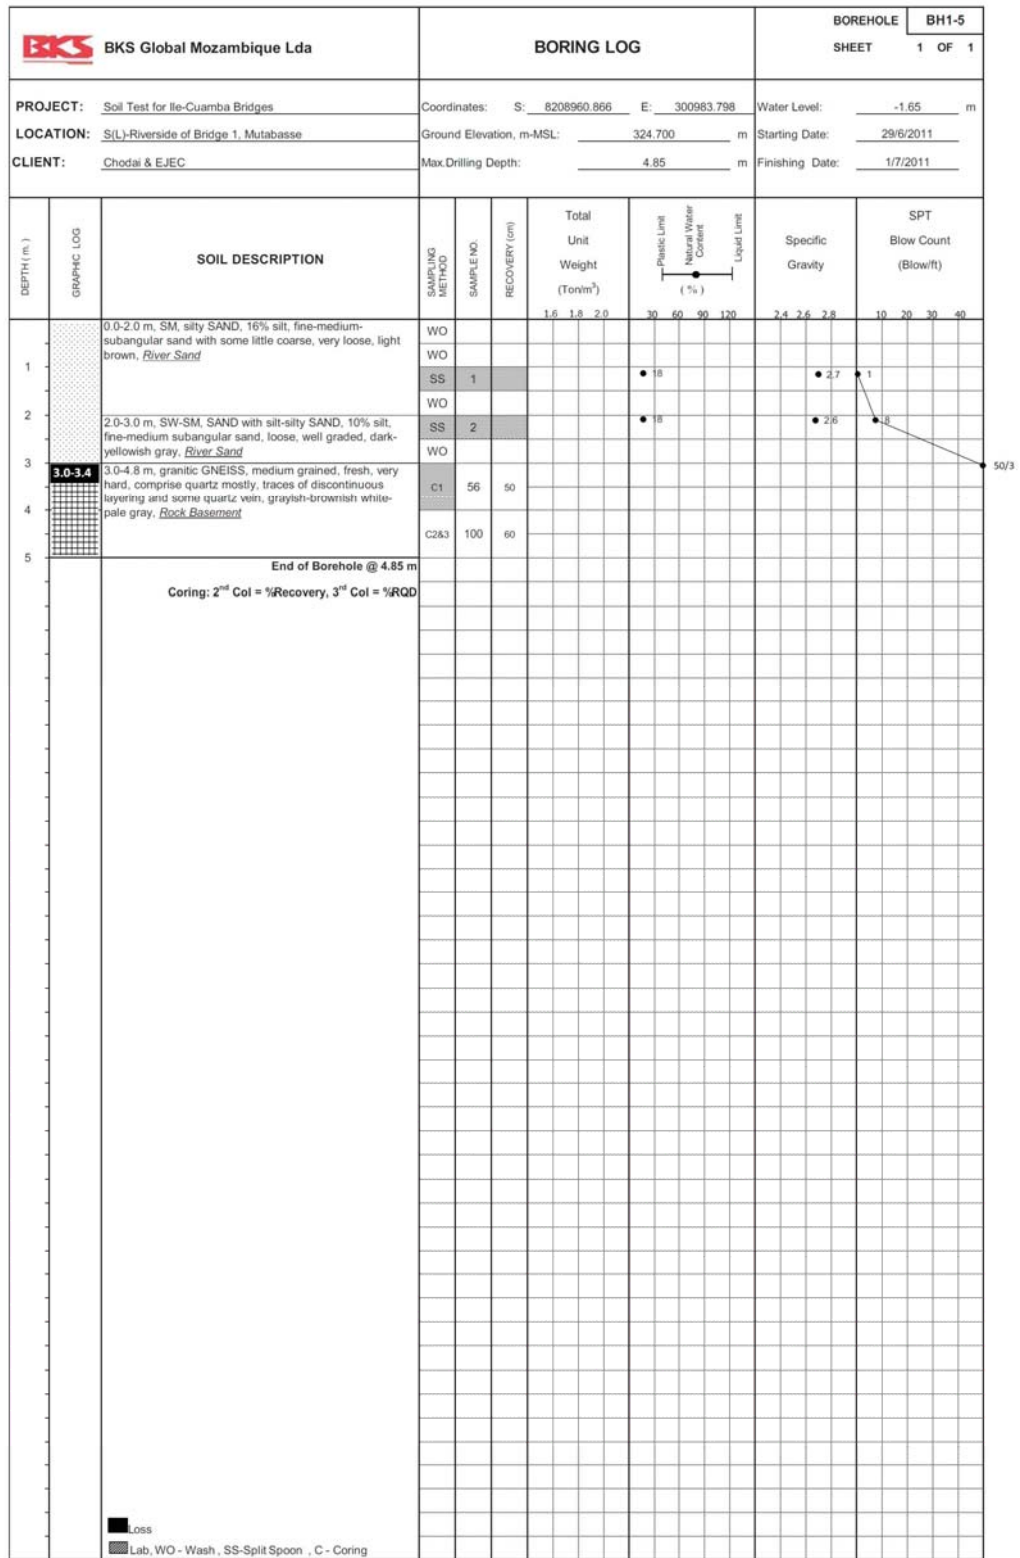 BKS BKS Global Mozambique Lda
BORING LOG
BOREHOLE BH1-5
SHEET 1 OF 1
PROJECT: Soil Test for Ile-Cuamba Bridges
LOCATION: S(L)-Riverside of Bridge 1, Mutabasse
CLIENT: Chodai & EJEC
Coordinates: S: 8208960.866 E: 300983.798
Ground Elevation, m-MSL: 324.700 m
Max.Drilling Depth: 4.85 m
Water Level: -1.65 m
Starting Date: 29/6/2011
Finishing Date: 1/7/2011
DEPTH ( m. )
GRAPHIC LOG
SOIL DESCRIPTION
SAMPLING METHOD
SAMPLE NO.
RECOVERY (cm)
Total
Unit
Weight
(Ton/m³)
1.6 1.8 2.0
Plastic Limit
Natural Water Content
Liquid Limit
( % )
30 60 90 120
Specific
Gravity
2.4 2.6 2.8
SPT
Blow Count
(Blow/ft)
10 20 30 40
0.0-2.0 m, SM, silty SAND, 16% silt, fine-medium-
subangular sand with some little coarse, very loose, light
brown, River Sand
WO
WO
1
SS 1 18 2.7 1
WO
2
2.0-3.0 m, SW-SM, SAND with silt-silty SAND, 10% silt,
fine-medium subangular sand, loose, well graded, dark-
yellowish gray, River Sand
SS 2 18 2.6 8
WO
3
50/3
3.0-3.4
3.0-4.8 m, granitic GNEISS, medium grained, fresh, very
hard, comprise quartz mostly, traces of discontinuous
layering and some quartz vein, grayish-brownish white-
pale gray, Rock Basement
C1 56 50
4
C2&3 100 60
5
End of Borehole @ 4.85 m
Coring: 2nd Col = %Recovery, 3rd Col = %RQD
Loss
Lab, WO - Wash , SS-Split Spoon , C - Coring